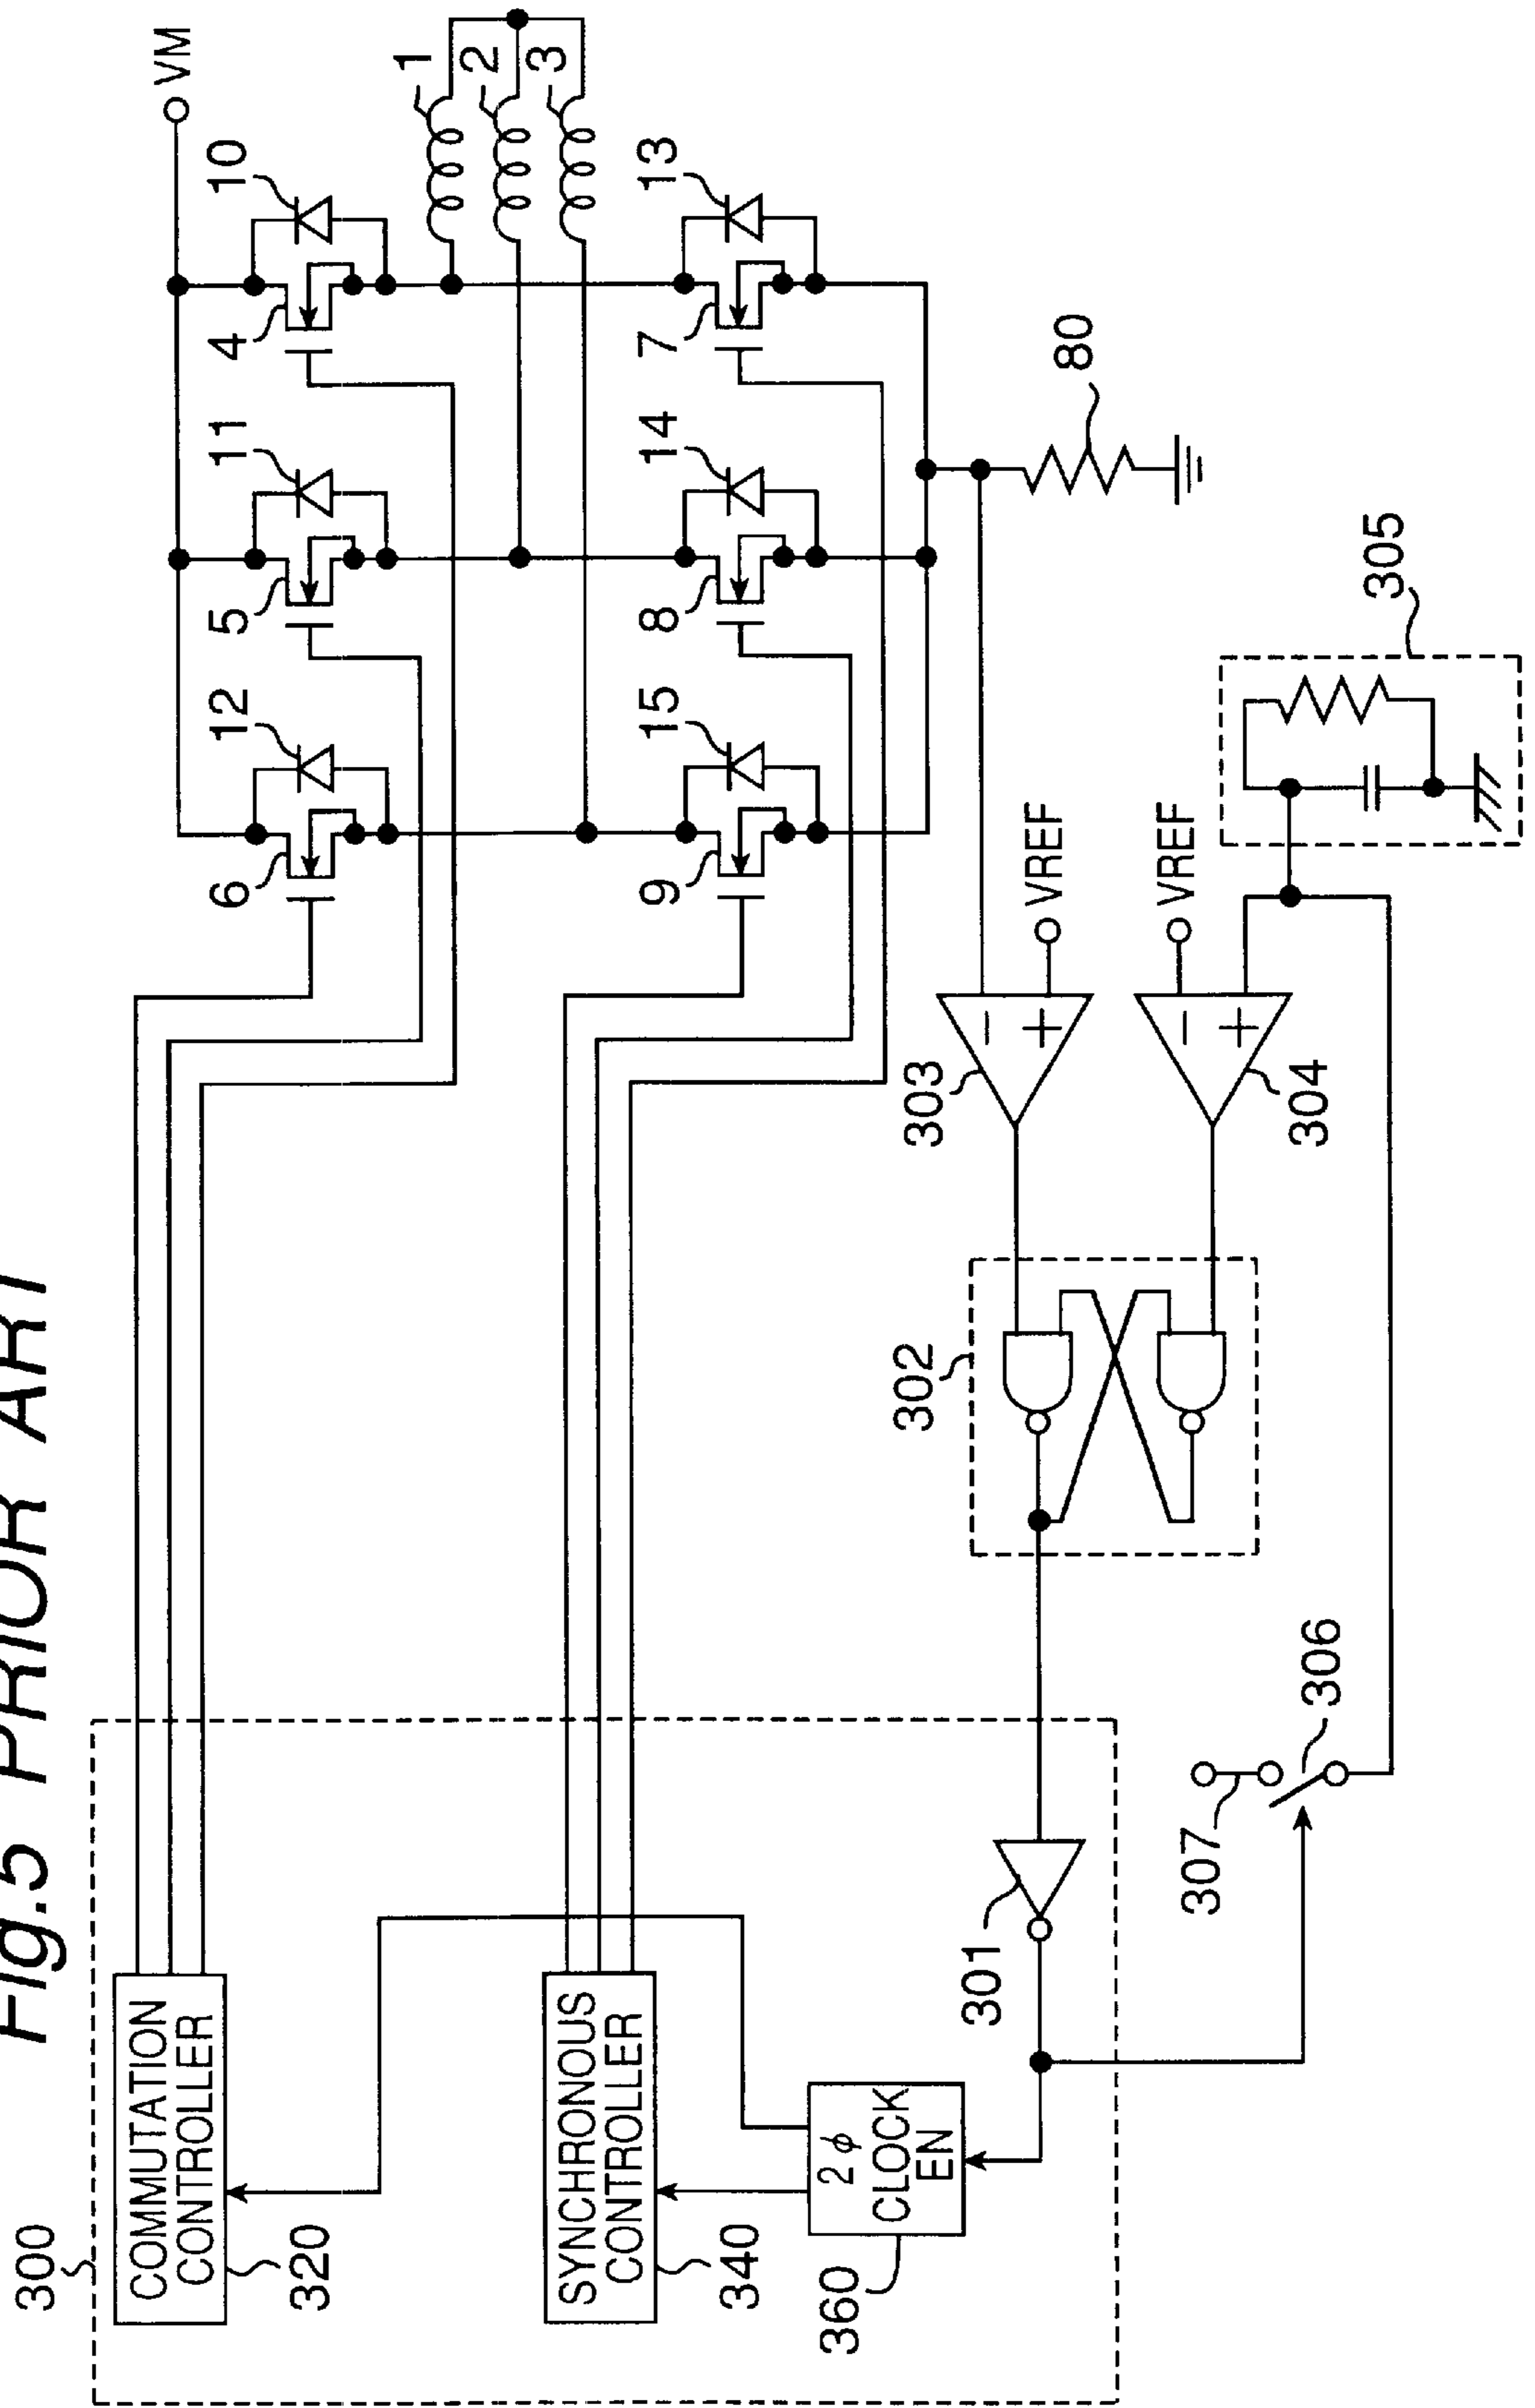 Fig.5 PRIOR ART
VM
10
1
2
3
4
11
5
12
6
13
7
14
8
15
9
80
305
VREF
VREF
303
304
302
306
307
301
300
COMMUTATION
CONTROLLER
320
SYNCHRONOUS
CONTROLLER
340
2 φ
CLOCK
EN
360
−
+
−
+